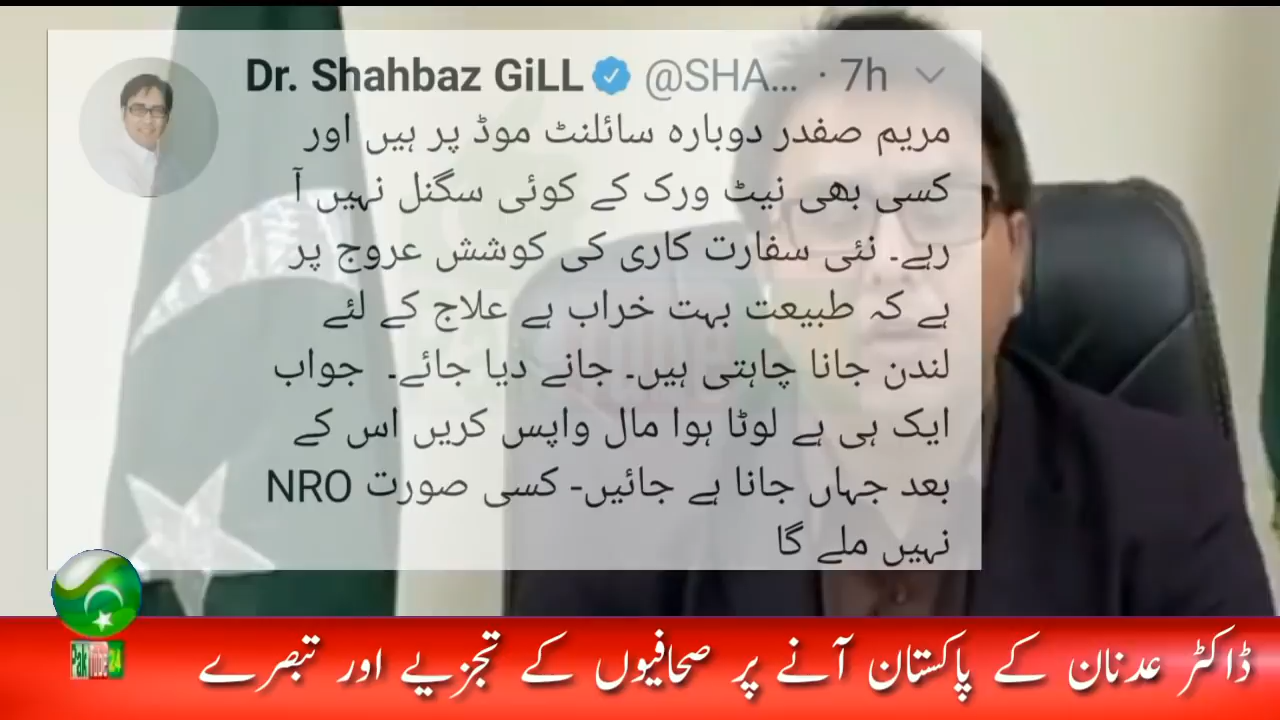 Dr. Shahbaz GiLL @SHA... · 7h
مریم صفدر دوبارہ سائلنٹ موڈ پر ہیں اور
کسی بھی نیٹ ورک کے کوئی سگنل نہیں آ
رہے۔ نئی سفارت کاری کی کوشش عروج پر
ہے کہ طبیعت بہت خراب ہے علاج کے لئے
لندن جانا چاہتی ہیں۔ جانے دیا جائے۔ جواب
ایک ہی ہے لوٹا ہوا مال واپس کریں اس کے
بعد جہاں جانا ہے جائیں- کسی صورت NRO
نہیں ملے گا
PakTube 24
ڈاکٹر عدنان کے پاکستان آنے پر صحافیوں کے تجزیے اور تبصرے